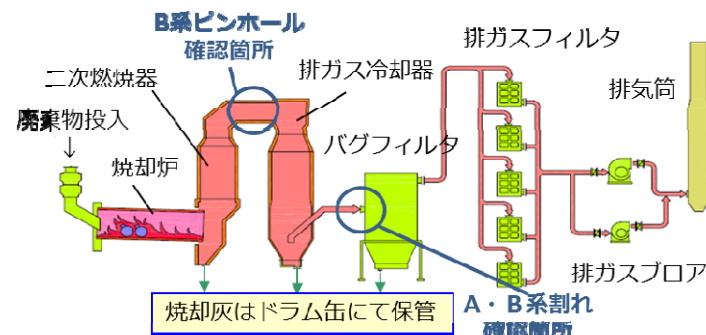 B系ピンホール
確認箇所
排ガスフィルタ
二次燃焼器
排ガス冷却器
排気筒
廃棄物投入
バグフィルタ
焼却炉
排ガスブロア
焼却灰はドラム缶にて保管
A・B系割れ
確認箇所